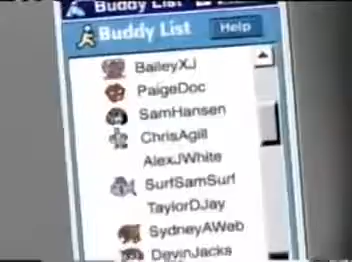 Buddy List
Buddy List Help
BaileyXJ
PaigeDoc
SamHansen
ChrisAgill
AlexJWhite
SurfSamSurf
TaylorDJay
SydneyAWeb
DevinJacks